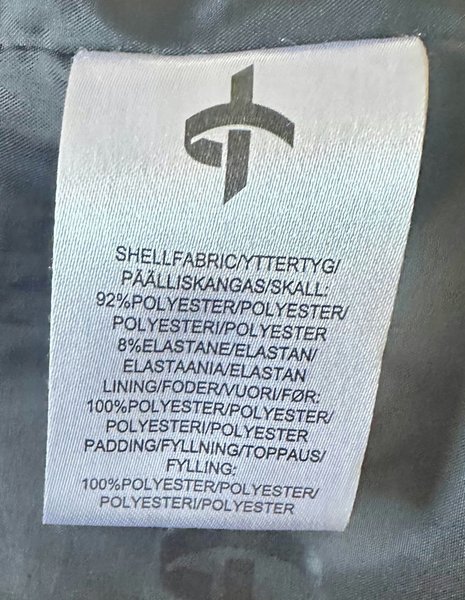 SHELLFABRIC/YTTERTYG/
PÄÄLLISKANGAS/SKALL:
92%POLYESTER/POLYESTER/
POLYESTERI/POLYESTER
8%ELASTANE/ELASTAN/
ELASTAANIA/ELASTAN
LINING/FODER/VUORI/FØR:
100%POLYESTER/POLYESTER/
POLYESTERI/POLYESTER
PADDING/FYLLNING/TOPPAUS/
FYLLING:
100%POLYESTER/POLYESTER/
POLYESTERI/POLYESTER